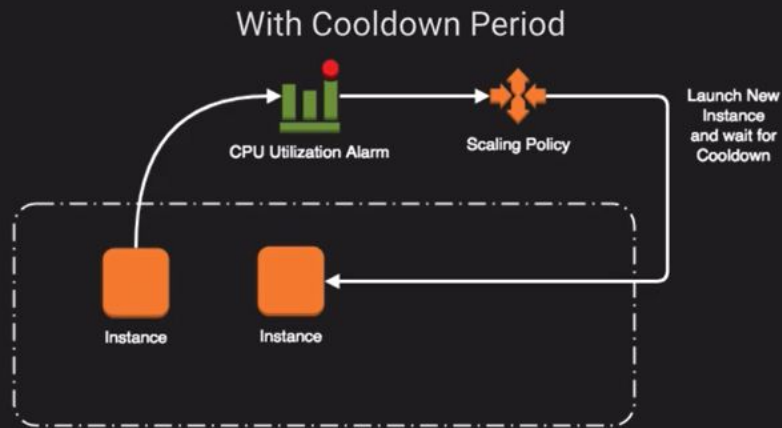 With Cooldown Period
CPU Utilization Alarm
Scaling Policy
Launch New
Instance
and wait for
Cooldown
Instance
Instance